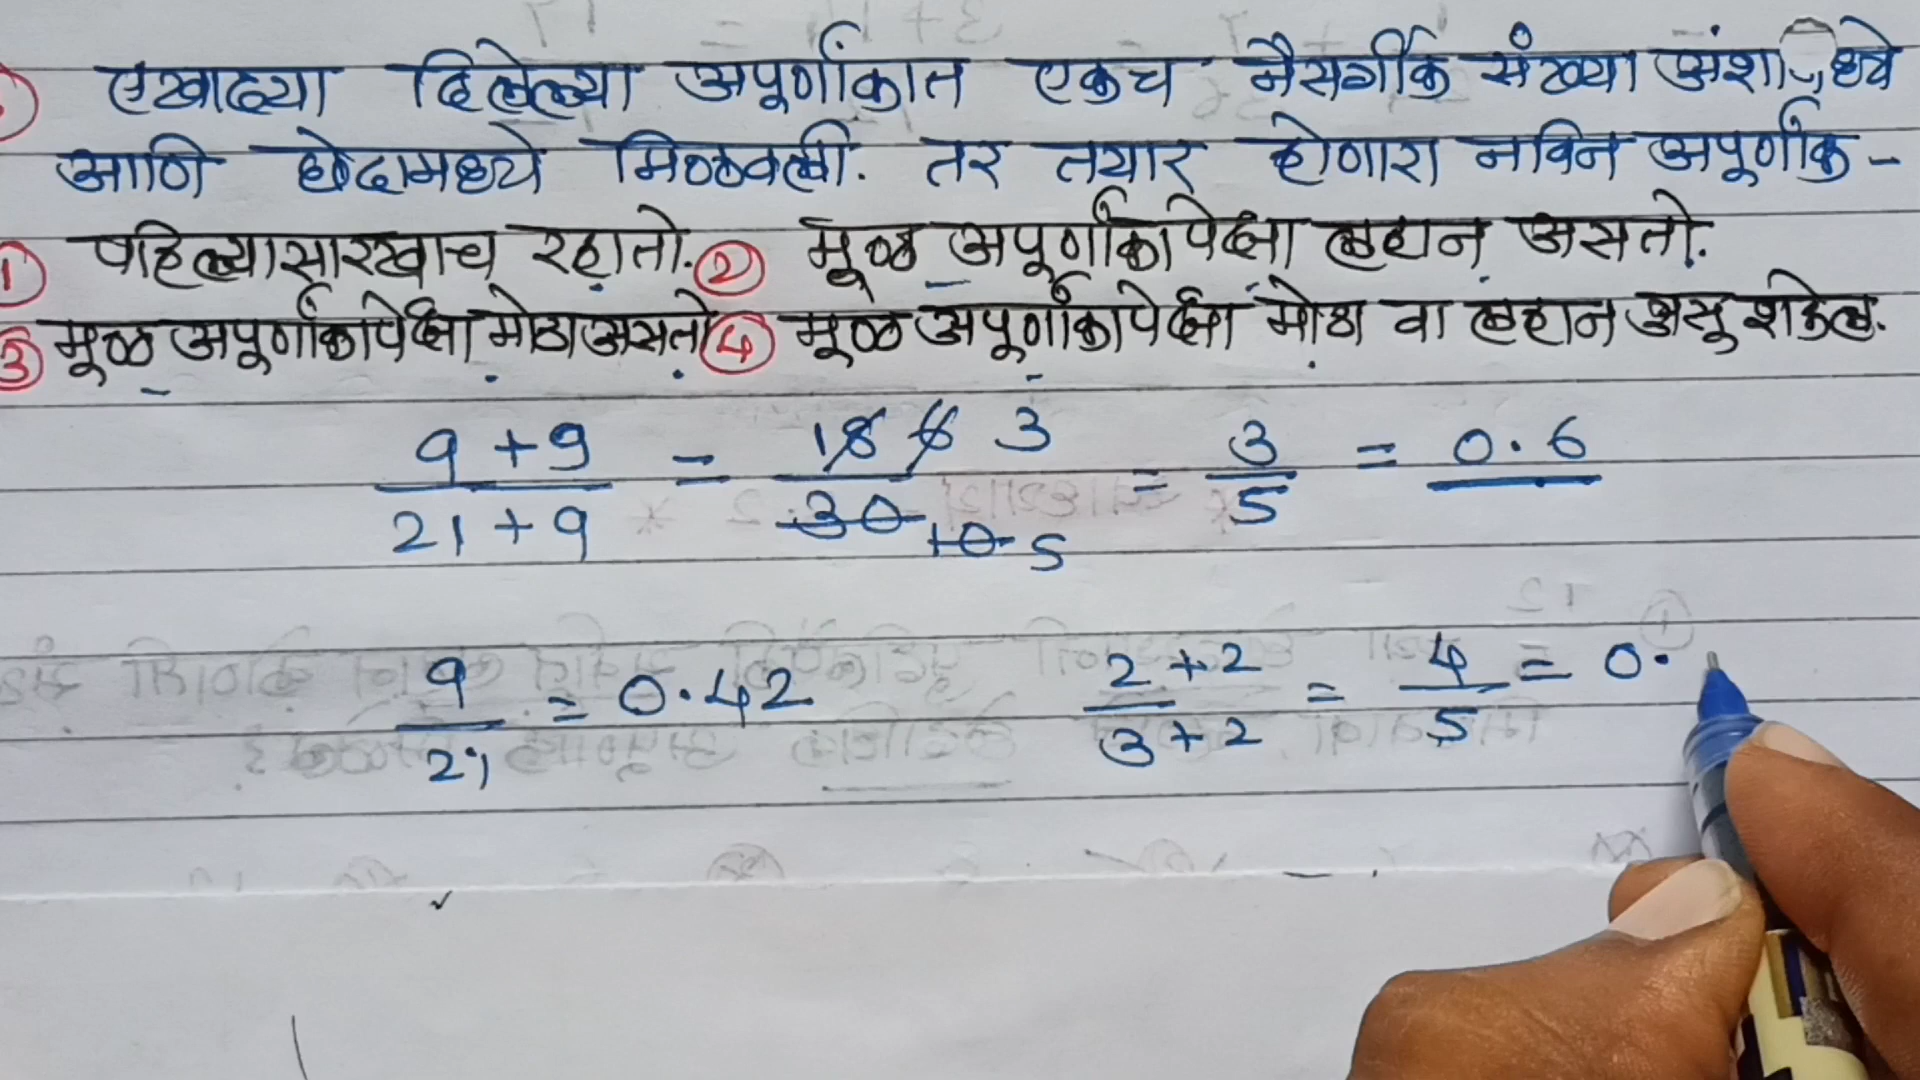 एखाद्या दिलेल्या अपूर्णांकात एकच नैसर्गीक संख्या अंशामध्ये
आणि छेदामध्ये मिळवली. तर तयार होणारा नविन अपूर्णांक -
① पहिल्यासारखाच रहातो. ② मूळ अपूर्णांकापेक्षा लहान असतो.
③ मूळ अपूर्णांकापेक्षा मोठा असतो ④ मूळ अपूर्णांकापेक्षा मोठा वा लहान असू शकेल.
9 + 9 / 21 + 9 = 18 6 3 / 30 10 5 = 3 / 5 = 0.6
9 / 21 = 0.42
2 + 2 / 3 + 2 = 4 / 5 = 0.